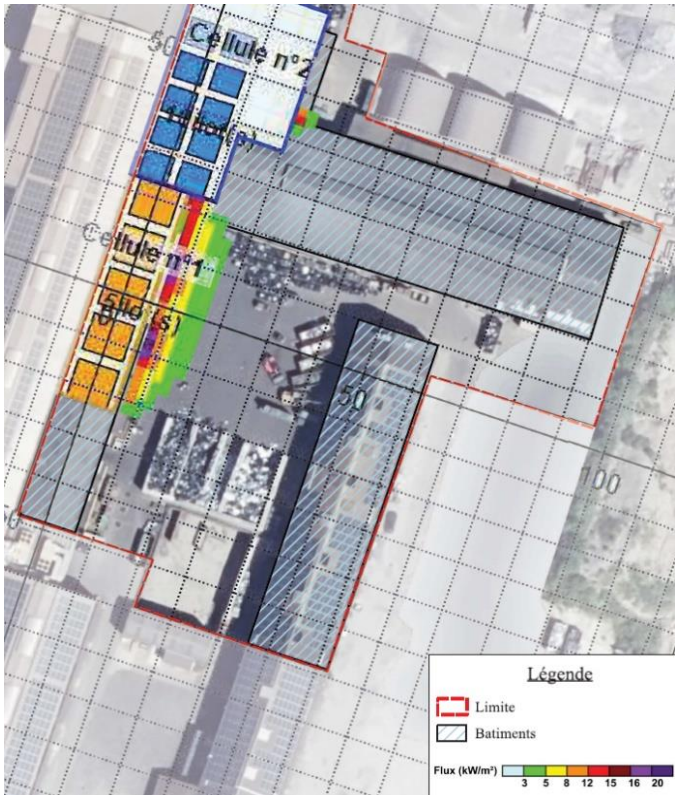 50
Cellule n°2
Cellule n°1
50
100
Légende
Limite
Batiments
Flux (kW/m²)
3 5 8 12 15 16 20